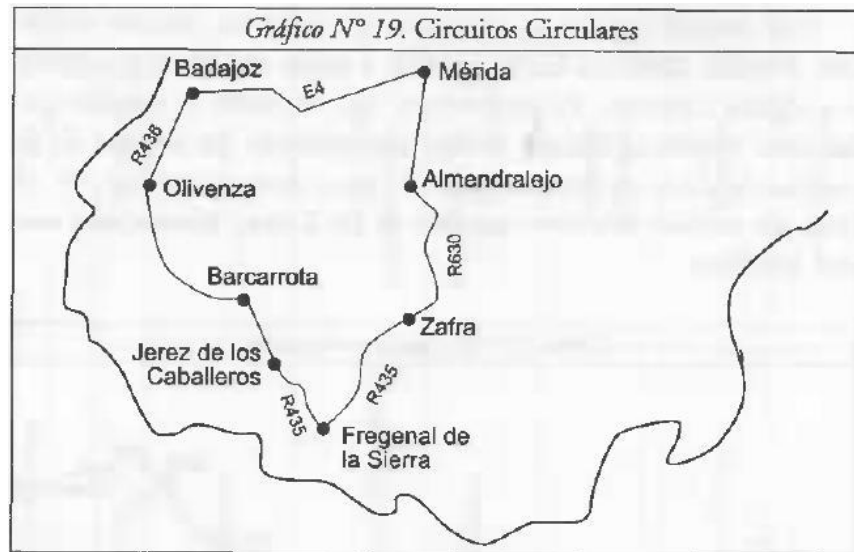 Gráfico Nº 19. Circuitos Circulares
Badajoz
Mérida
E4
R438
Olivenza
Almendralejo
R630
Barcarrota
Zafra
Jerez de los
Caballeros
R435
R435
Fregenal de
la Sierra